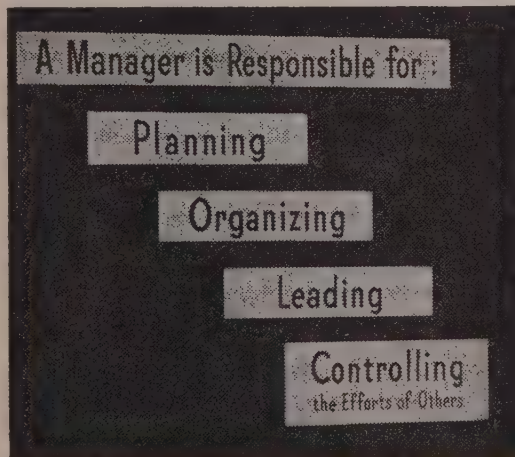 A Manager is Responsible for :
Planning
Organizing
Leading
Controlling
the Efforts of Others